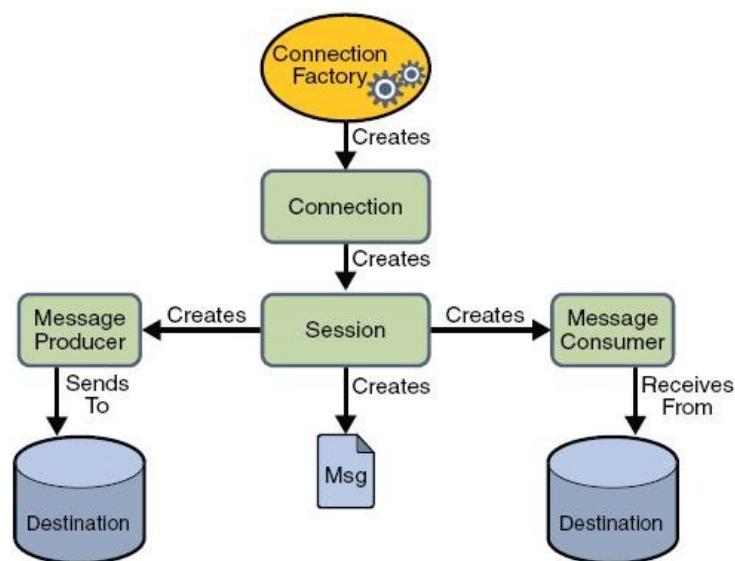 Connection
Factory
Creates
Connection
Creates
Message
Producer
Creates
Session
Creates
Message
Consumer
Sends
To
Creates
Receives
From
Destination
Msg
Destination